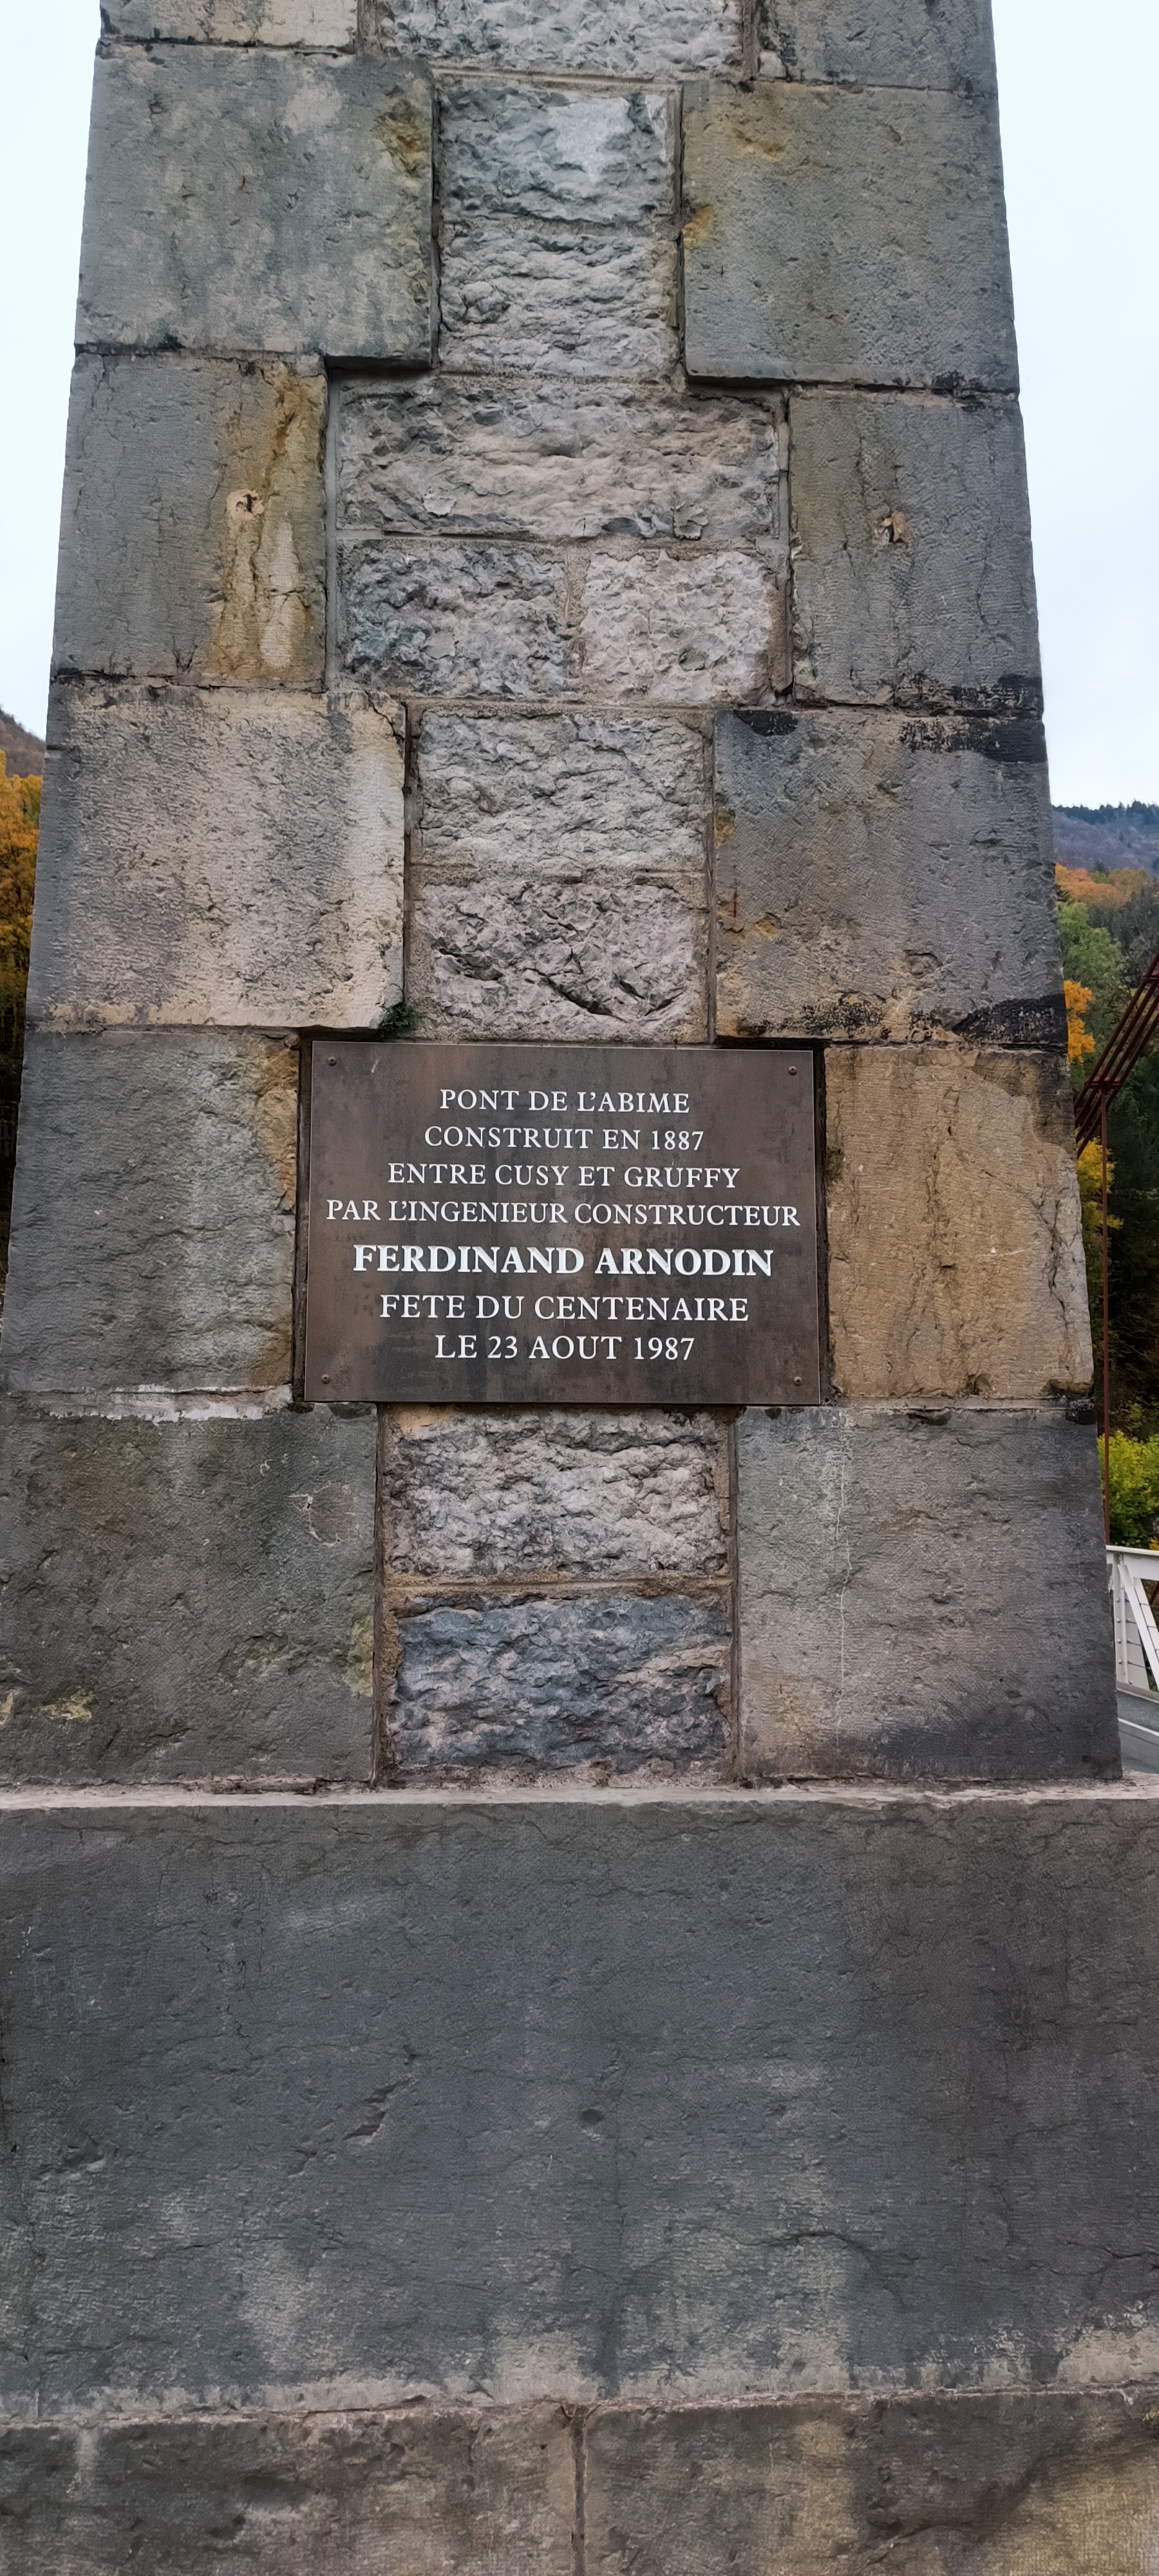 PONT DE L'ABIME
CONSTRUIT EN 1887
ENTRE CUSY ET GRUFFY
PAR L'INGENIEUR CONSTRUCTEUR
FERDINAND ARNODIN
FETE DU CENTENAIRE
LE 23 AOUT 1987